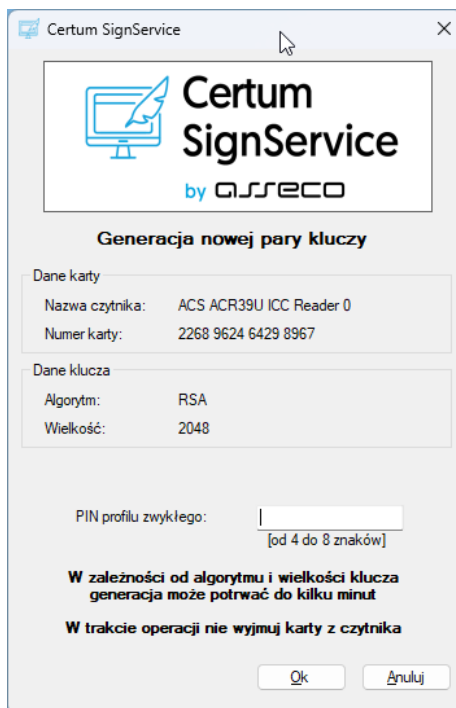 Certum SignService
Certum
SignService
by asseco
Generacja nowej pary kluczy
Dane karty
Nazwa czytnika: ACS ACR39U ICC Reader 0
Numer karty: 2268 9624 6429 8967
Dane klucza
Algorytm: RSA
Wielkość: 2048
PIN profilu zwykłego:
[od 4 do 8 znaków]
W zależności od algorytmu i wielkości klucza
generacja może potrwać do kilku minut
W trakcie operacji nie wyjmuj karty z czytnika
Ok Anuluj